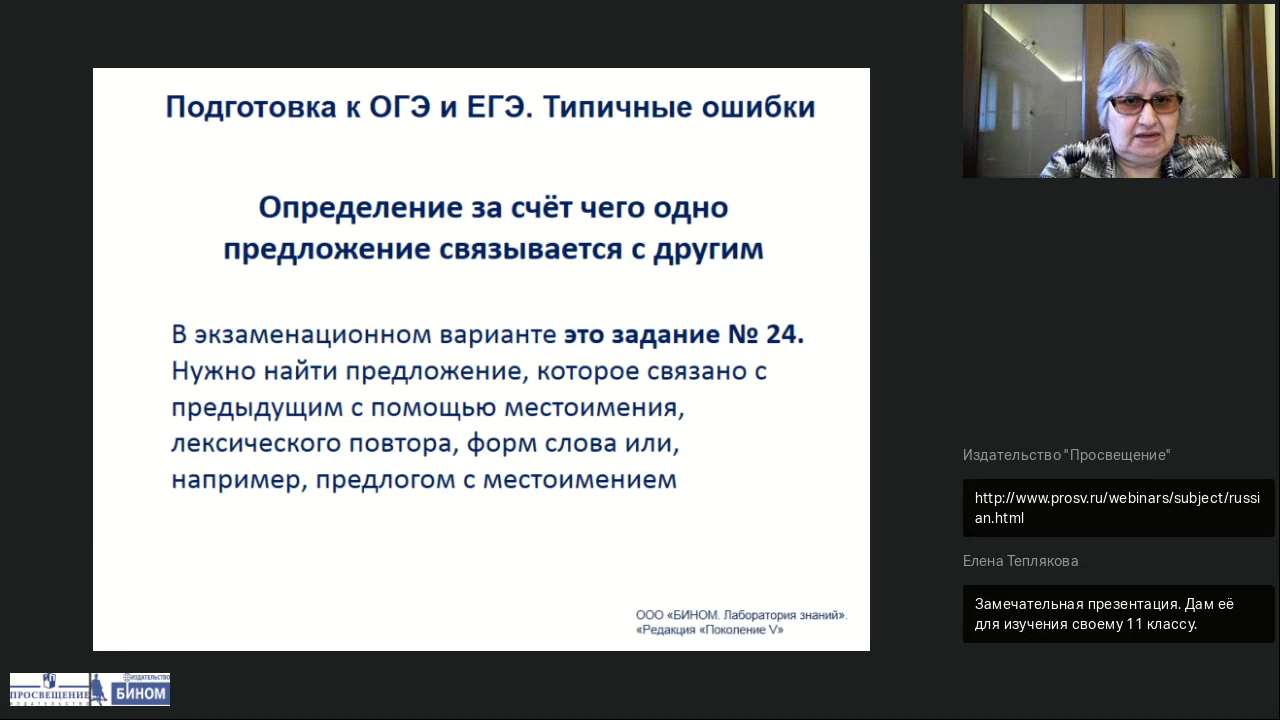 Подготовка к ОГЭ и ЕГЭ. Типичные ошибки
Определение за счёт чего одно
предложение связывается с другим
В экзаменационном варианте это задание № 24.
Нужно найти предложение, которое связано с
предыдущим с помощью местоимения,
лексического повтора, форм слова или,
например, предлогом с местоимением
ООО «БИНОМ. Лаборатория знаний».
«Редакция «Поколение V»
Издательство "Просвещение"
http://www.prosv.ru/webinars/subject/russi
an.html
Елена Теплякова
Замечательная презентация. Дам её
для изучения своему 11 классу.
ПРОСВЕЩЕНИЕ
ИЗДАТЕЛЬСТВО
ИЗДАТЕЛЬСТВО
БИНОМ